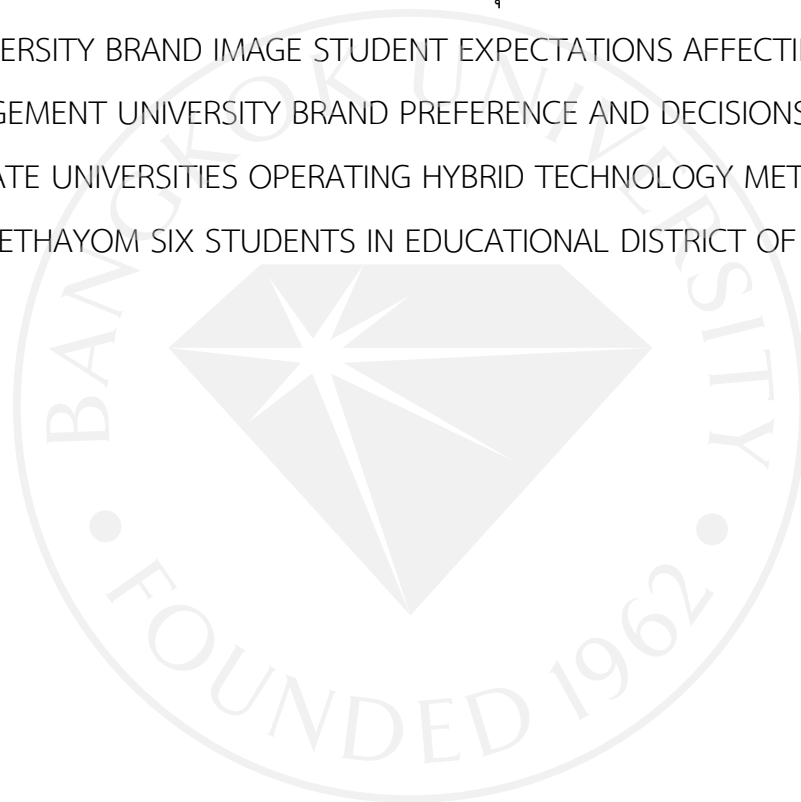 ERSITY BRAND IMAGE STUDENT EXPECTATIONS AFFECTI
GEMENT UNIVERSITY BRAND PREFERENCE AND DECISIONS
ATE UNIVERSITIES OPERATING HYBRID TECHNOLOGY MET
ETHAYOM SIX STUDENTS IN EDUCATIONAL DISTRICT OF
BANGKOK UNIVERSITY
FOUNDED 1962